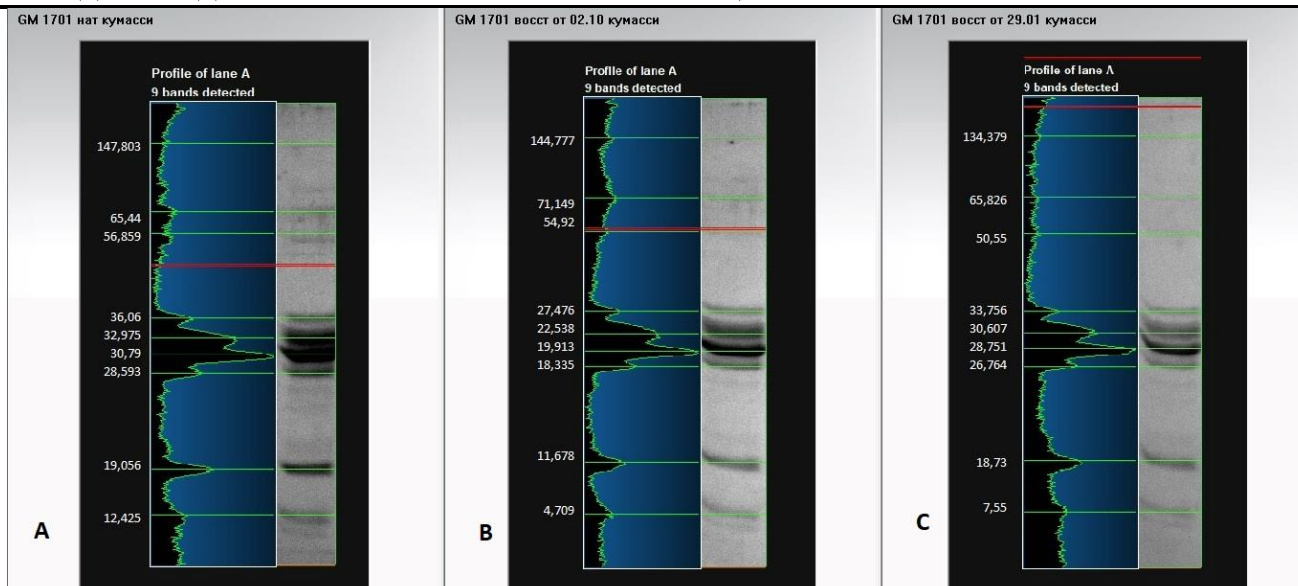 GM 1701 нат кумасси
Profile of lane A
9 bands detected
147,803
65,44
56,859
36,06
32,975
30,79
28,593
19,056
12,425
A
GM 1701 восст от 02.10 кумасси
Profile of lane A
9 bands detected
144,777
71,149
54,92
27,476
22,538
19,913
18,335
11,678
4,709
B
GM 1701 восст от 29.01 кумасси
Profile of lane A
9 bands detected
134,379
65,826
50,55
33,756
30,607
28,751
26,764
18,73
7,55
C